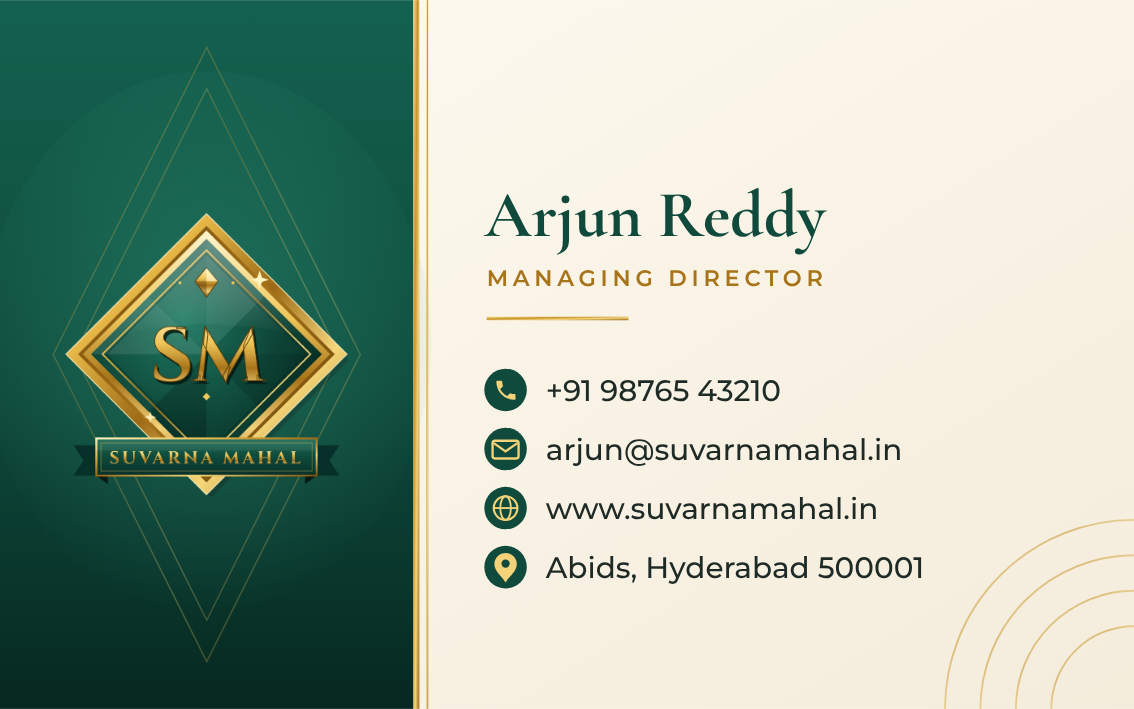 SM
SUVARNA MAHAL
Arjun Reddy
MANAGING DIRECTOR
+91 98765 43210
arjun@suvarnamahal.in
www.suvarnamahal.in
Abids, Hyderabad 500001